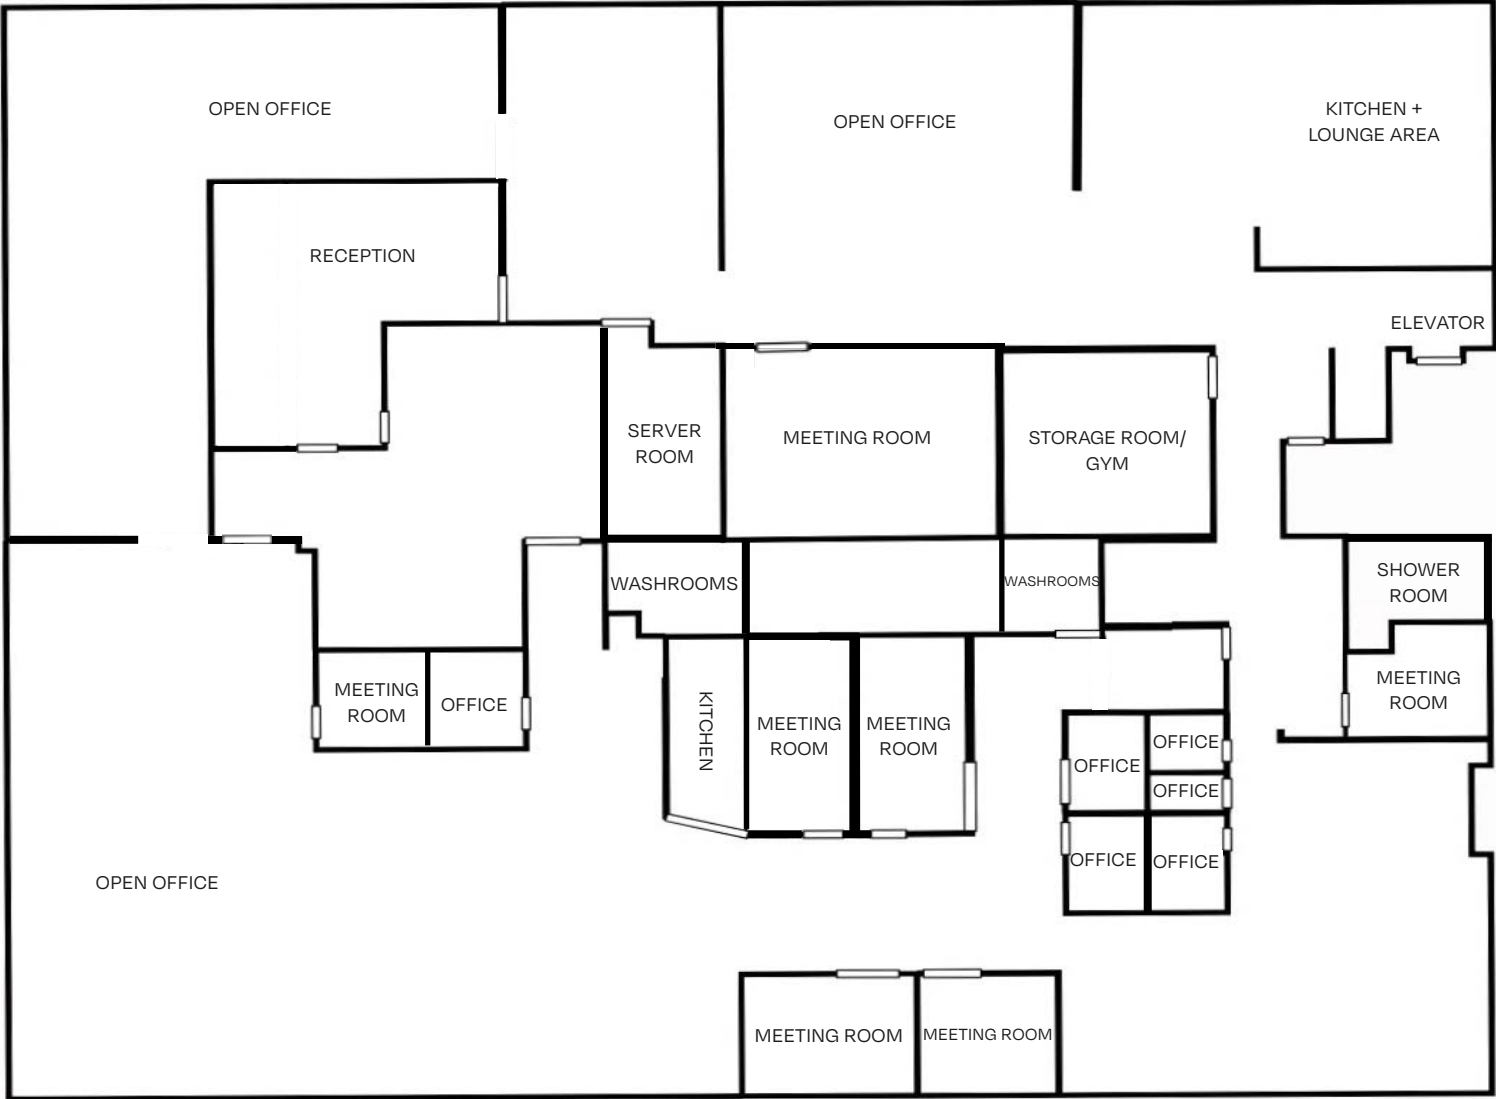 OPEN OFFICE
OPEN OFFICE
KITCHEN +
LOUNGE AREA
RECEPTION
ELEVATOR
SERVER
ROOM
MEETING ROOM
STORAGE ROOM/
GYM
WASHROOMS
WASHROOMS
SHOWER
ROOM
MEETING
ROOM
OFFICE
KITCHEN
MEETING
ROOM
MEETING
ROOM
MEETING
ROOM
OFFICE
OFFICE
OFFICE
OFFICE
OFFICE
OPEN OFFICE
MEETING ROOM
MEETING ROOM